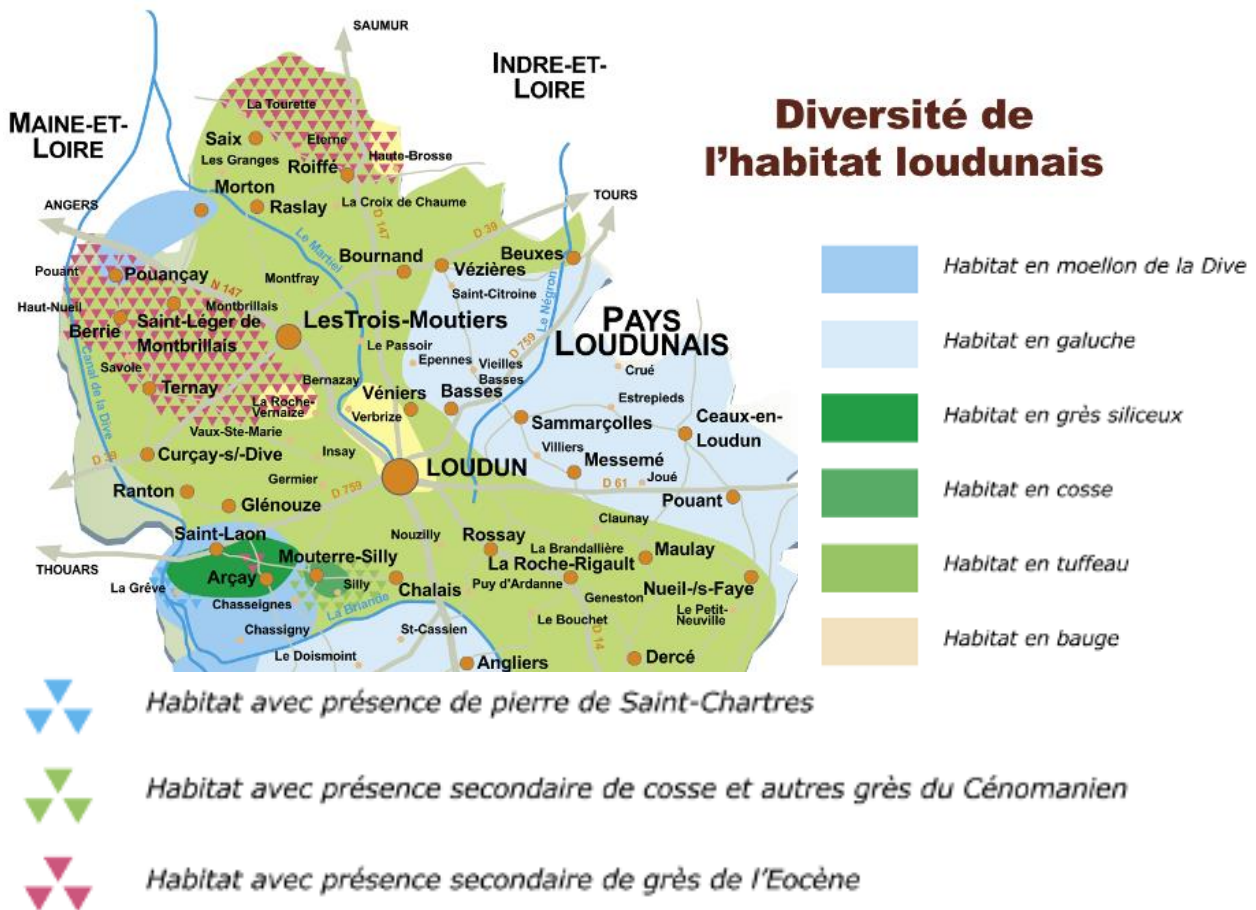 SAUMUR
INDRE-ET-
LOIRE
Diversité de
l'habitat loudunais
MAINE-ET-
LOIRE
La Tourette
Saix
Eterne
Les Granges
Haute-Brosse
Roiffé
TOURS
Morton
ANGERS
Raslay
La Croix de Chaume
Le Martiel
D 147
D 39
Bournand
Beuxes
Habitat en moellon de la Dive
Pouant
Pouançay
Vézières
Montfray
N 147
Saint-Citroine
Le Négron
Haut-Nueil
Montbrillais
Berrie
Saint-Léger de
Montbrillais
LesTrois-Moutiers
PAYS
LOUDUNAIS
Habitat en galuche
Le Passoir
D 759
Epennes
Vieilles
Basses
Crué
Savoie
Canal de la Dive
Ternay
Bernazay
La Roche-
Vernaize
Véniers
Basses
Estrepieds
Verbrize
Sammarçolles
Ceaux-en-
Loudun
Habitat en grès siliceux
Vaux-Ste-Marie
Curçay-s/-Dive
Insay
Villiers
D 39
LOUDUN
Messemé
Joué
Germier
D 759
D 61
Ranton
Glénouze
Pouant
Habitat en cosse
Claunay
Saint-Laon
Nouzilly
Rossay
La Brandallière
Maulay
THOUARS
Mouterre-Silly
La Roche-Rigault
Arçay
Silly
Chalais
Puy d'Ardanne
Nueil-/s-Faye
Habitat en tuffeau
La Grêve
Chasseignes
La Briande
Geneston
Le Petit-
Neuville
Le Bouchet
Chassigny
St-Cassien
D 14
Le Doismoint
Angliers
Dercé
Habitat en bauge
Habitat avec présence de pierre de Saint-Chartres
Habitat avec présence secondaire de cosse et autres grès du Cénomanien
Habitat avec présence secondaire de grès de l'Eocène